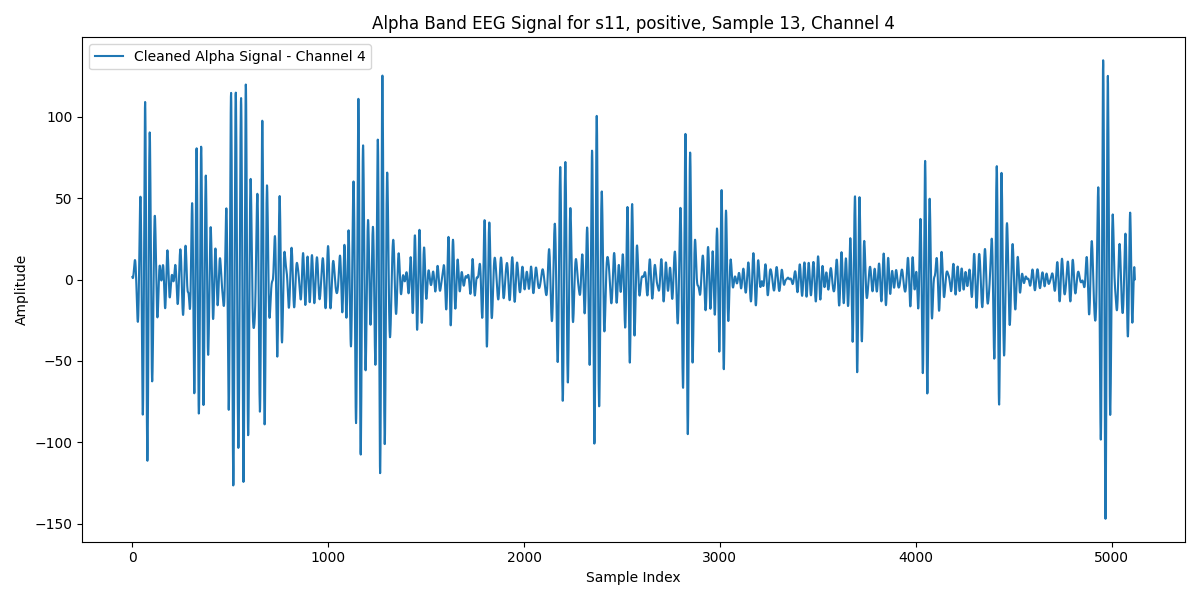 Alpha Band EEG Signal for s11, positive, Sample 13, Channel 4
Cleaned Alpha Signal - Channel 4
Amplitude
100
50
0
−50
−100
−150
0 1000 2000 3000 4000 5000
Sample Index